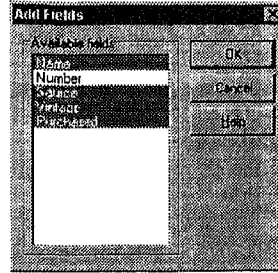 Add Fields
Available fields
Name
Number
Source
Vintage
Purchased
OK
Cancel
Help